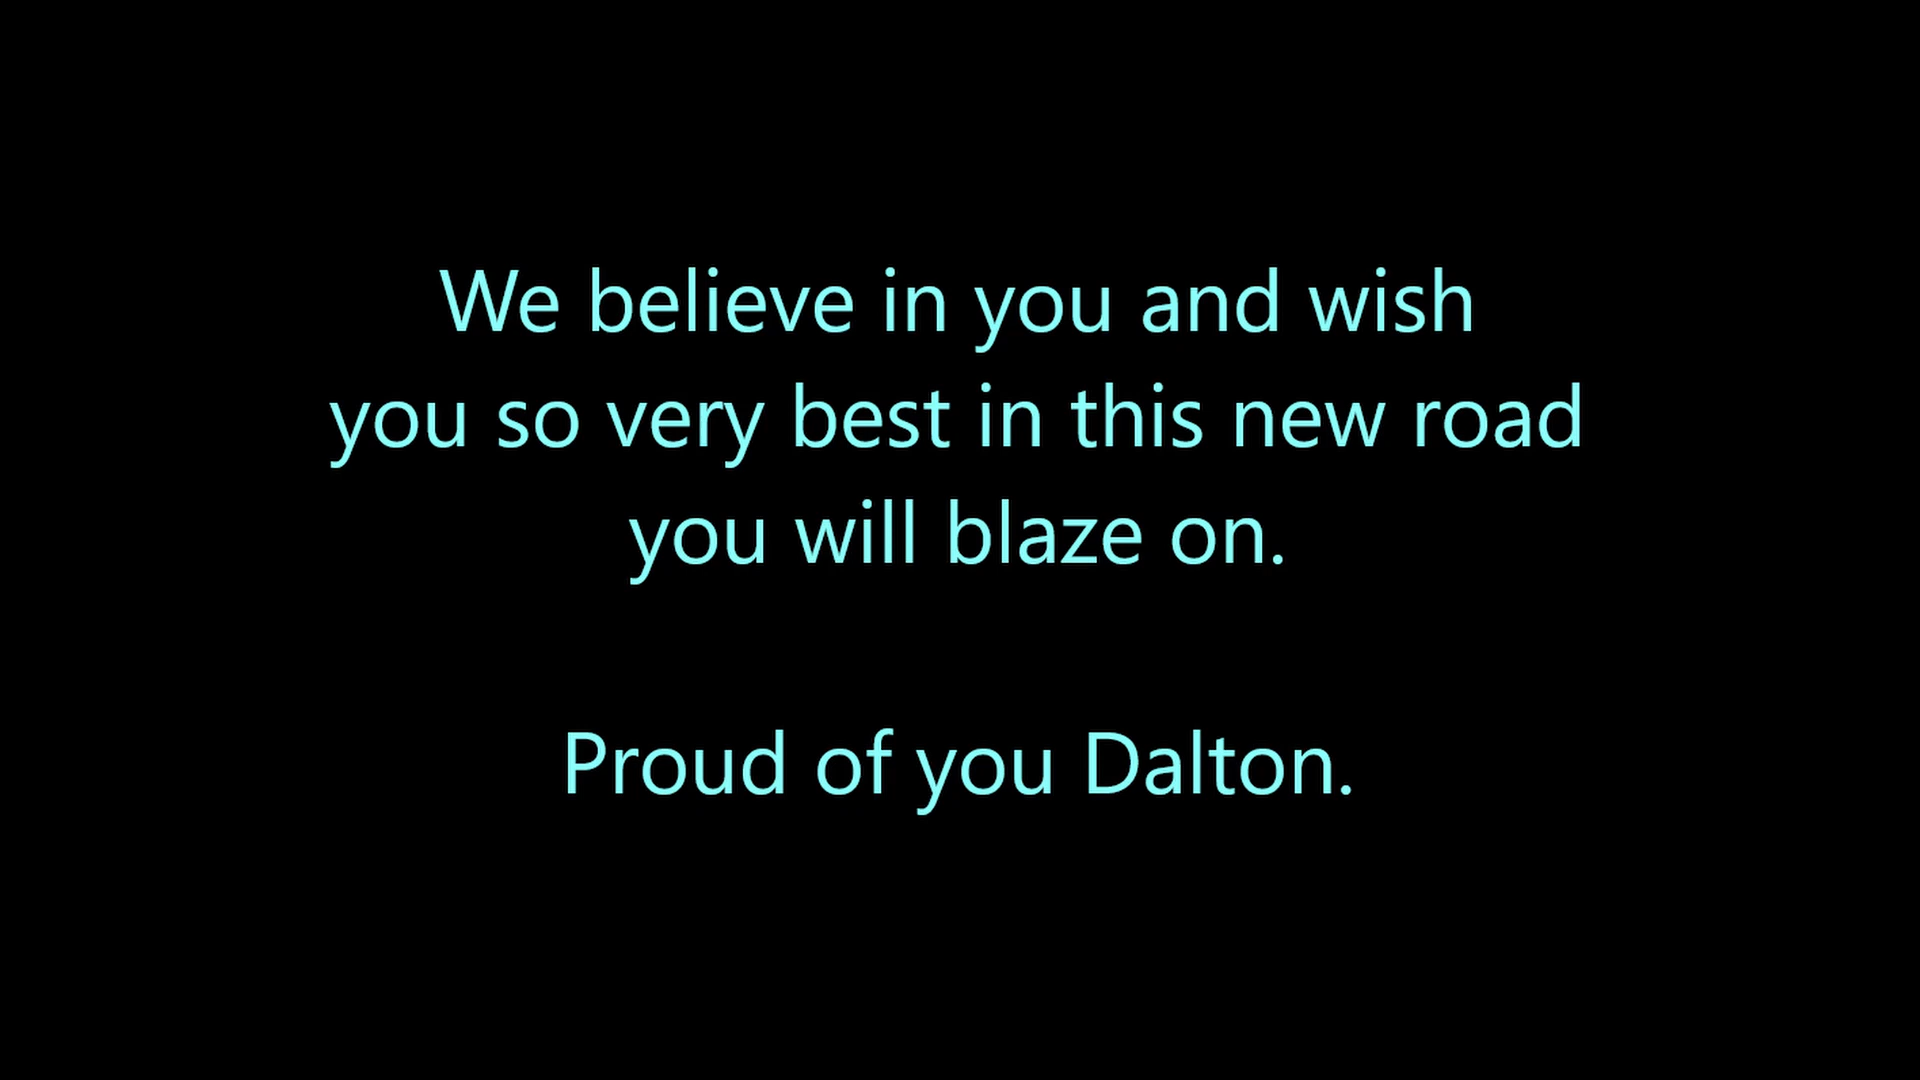 We believe in you and wish
you so very best in this new road
you will blaze on.
Proud of you Dalton.